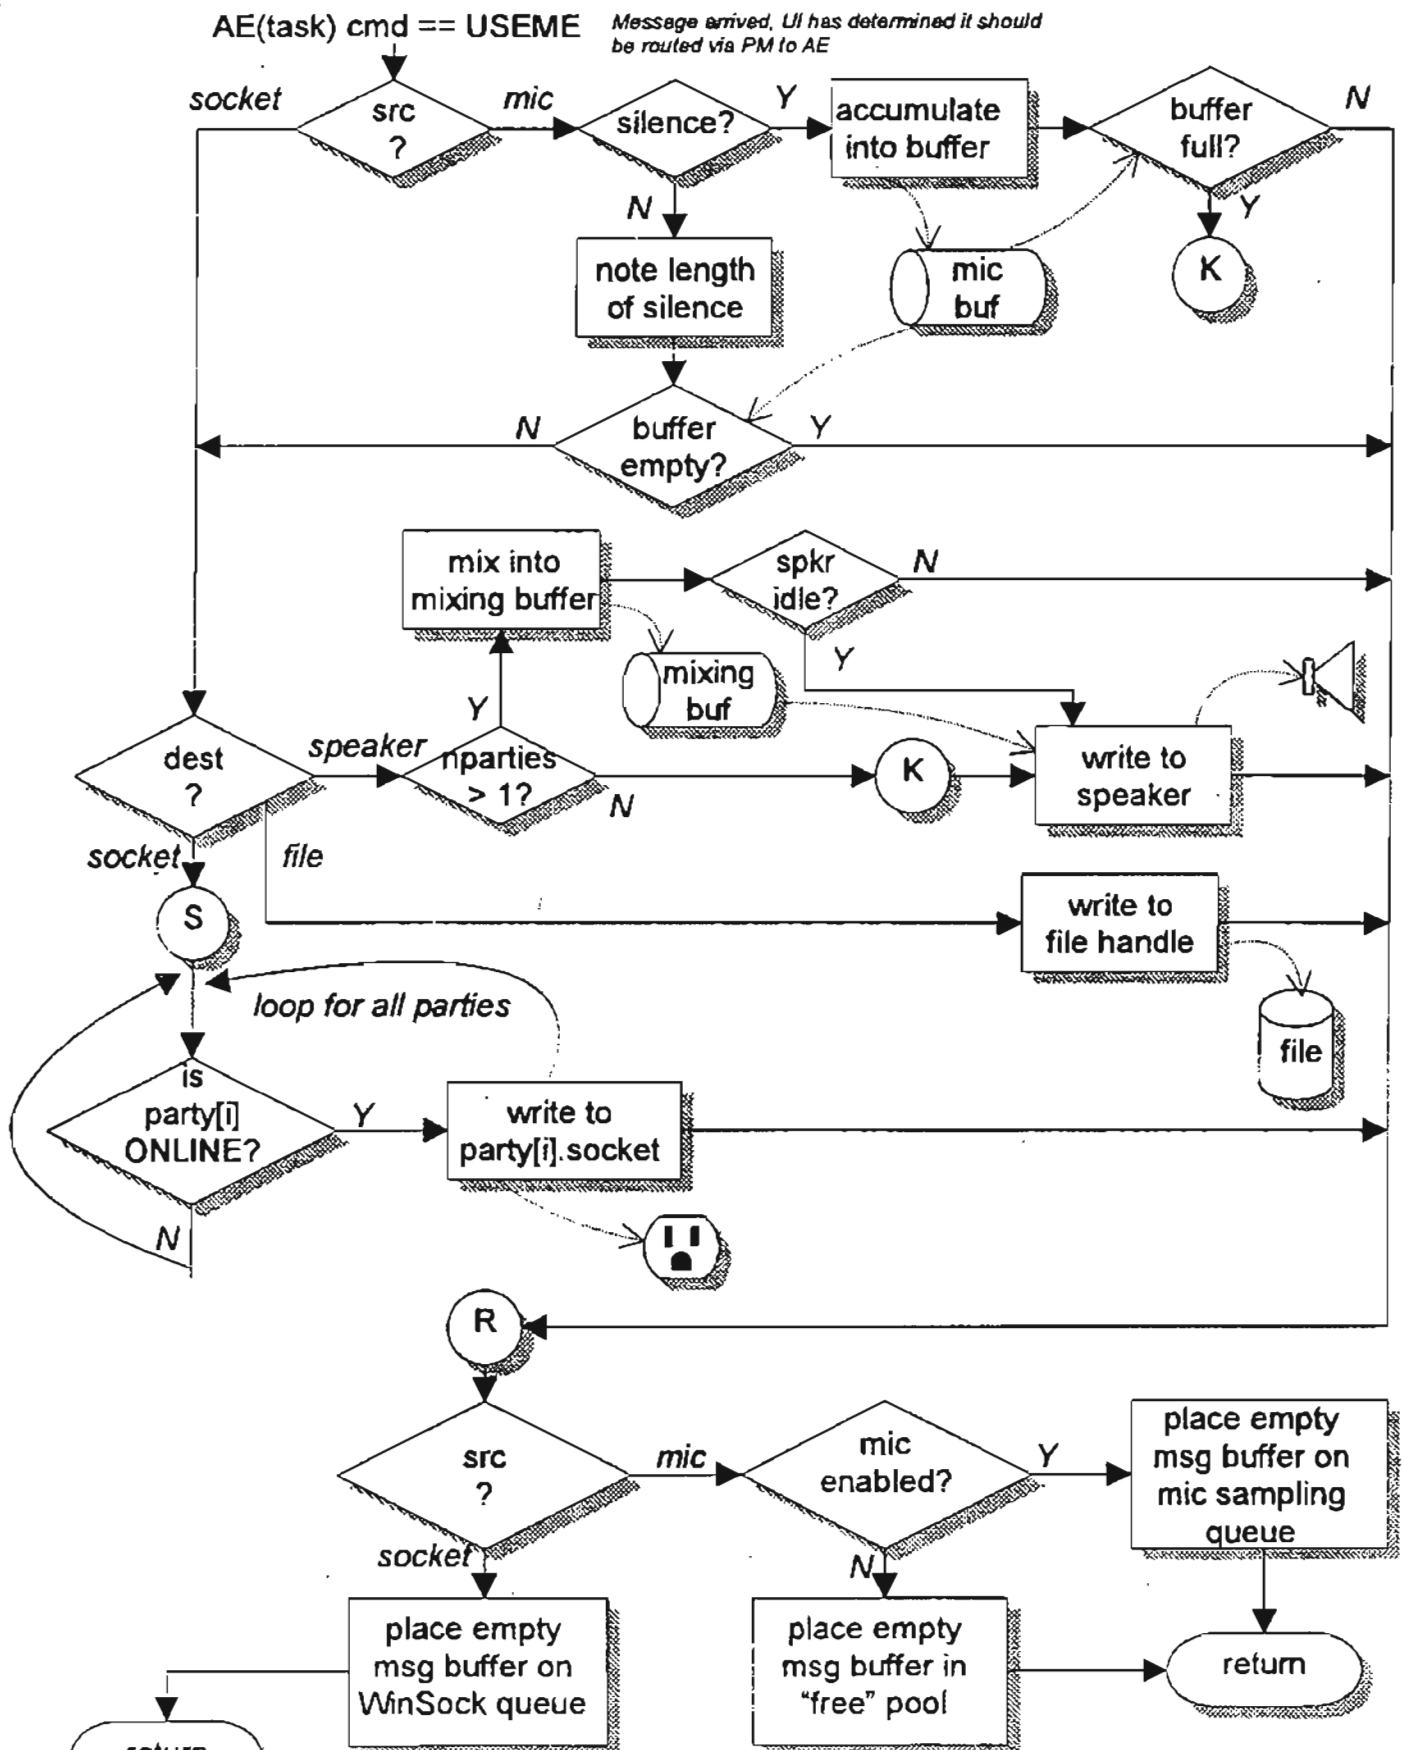 AE(task) cmd == USEME
Message arrived, UI has determined it should
be routed via PM to AE
socket
src
?
mic
silence?
Y
accumulate
into buffer
buffer
full?
N
N
Y
note length
of silence
mic
buf
K
N
buffer
empty?
Y
mix into
mixing buffer
spkr
idle?
N
mixing
buf
Y
Y
dest
?
speaker
nparties
> 1?
N
K
write to
speaker
socket
file
S
write to
file handle
loop for all parties
file
is
party[i]
ONLINE?
Y
write to
party[i].socket
N
R
src
?
mic
mic
enabled?
Y
place empty
msg buffer on
mic sampling
queue
socket
N
place empty
msg buffer on
WinSock queue
place empty
msg buffer in
“free” pool
return
return